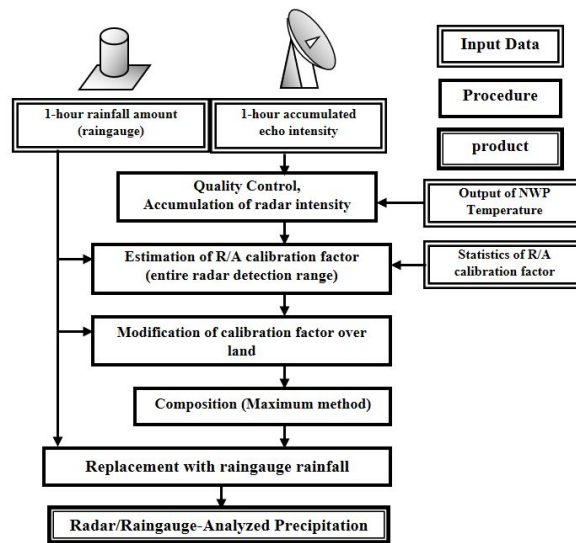 Input Data
Procedure
product
1-hour rainfall amount
(raingauge)
1-hour accumulated
echo intensity
Quality Control,
Accumulation of radar intensity
Output of NWP
Temperature
Estimation of R/A calibration factor
(entire radar detection range)
Statistics of R/A
calibration factor
Modification of calibration factor over
land
Composition (Maximum method)
Replacement with raingauge rainfall
Radar/Raingauge-Analyzed Precipitation